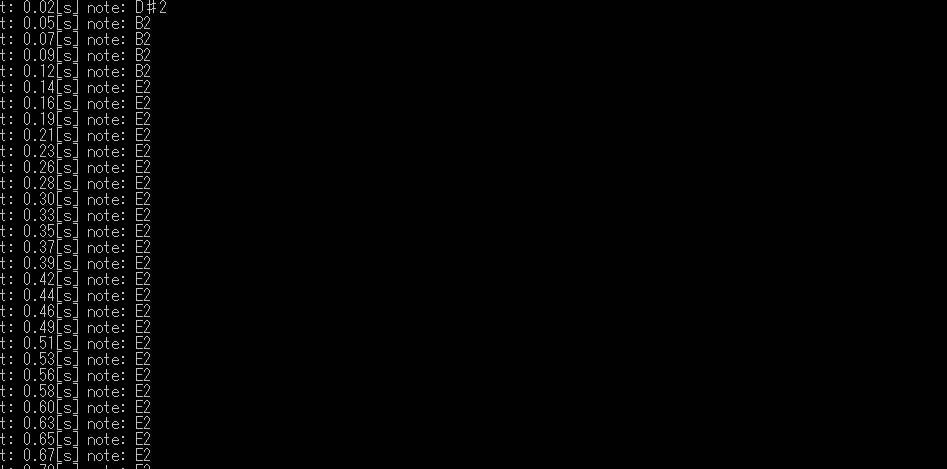 t: 0.02[s] note: D♯2
t: 0.05[s] note: B2
t: 0.07[s] note: B2
t: 0.09[s] note: B2
t: 0.12[s] note: B2
t: 0.14[s] note: E2
t: 0.16[s] note: E2
t: 0.19[s] note: E2
t: 0.21[s] note: E2
t: 0.23[s] note: E2
t: 0.26[s] note: E2
t: 0.28[s] note: E2
t: 0.30[s] note: E2
t: 0.33[s] note: E2
t: 0.35[s] note: E2
t: 0.37[s] note: E2
t: 0.39[s] note: E2
t: 0.42[s] note: E2
t: 0.44[s] note: E2
t: 0.46[s] note: E2
t: 0.49[s] note: E2
t: 0.51[s] note: E2
t: 0.53[s] note: E2
t: 0.56[s] note: E2
t: 0.58[s] note: E2
t: 0.60[s] note: E2
t: 0.63[s] note: E2
t: 0.65[s] note: E2
t: 0.67[s] note: E2